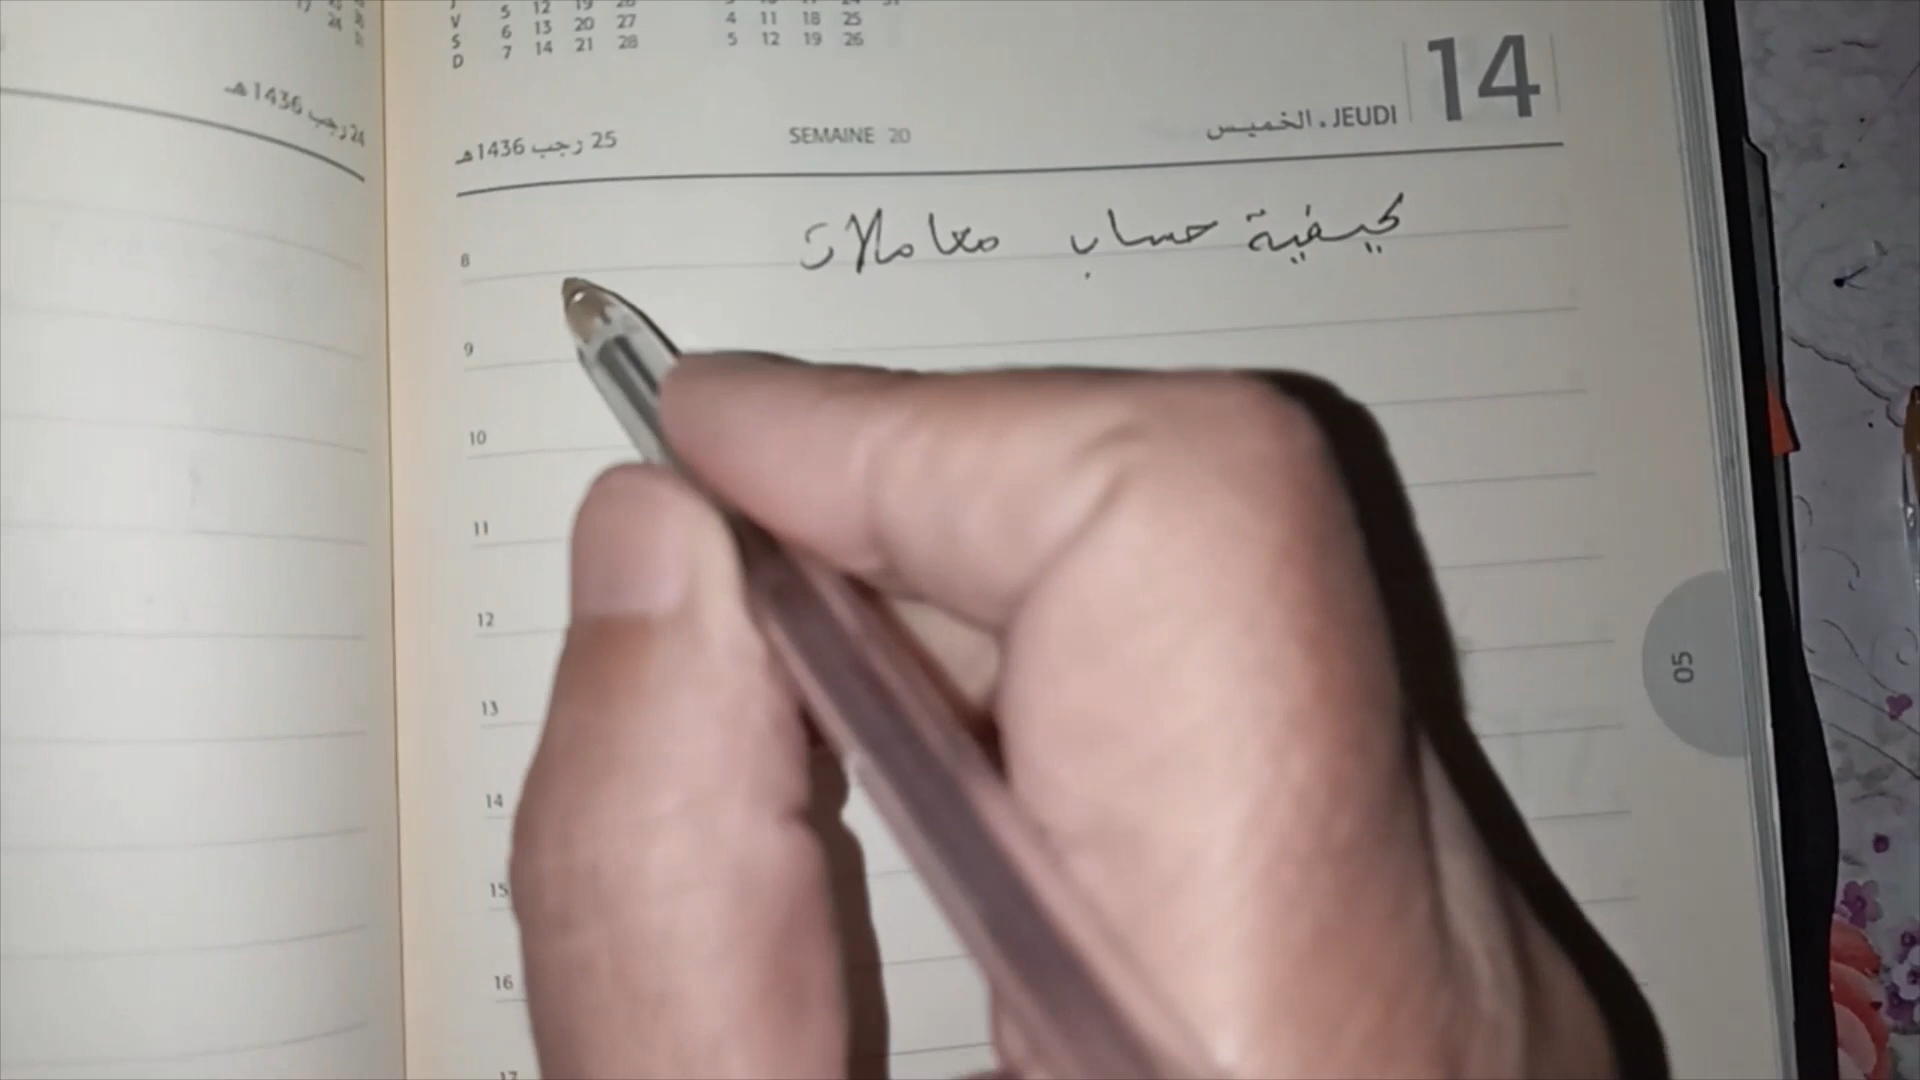 V 5 12 19 26
S 6 13 20 27
D 7 14 21 28
4 11 18 25
5 12 19 26
24 رجب 1436هـ
25 رجب 1436هـ
SEMAINE 20
الخميس . JEUDI
14
كيفية حساب معاملات
8
9
10
11
12
13
14
15
16
17
05